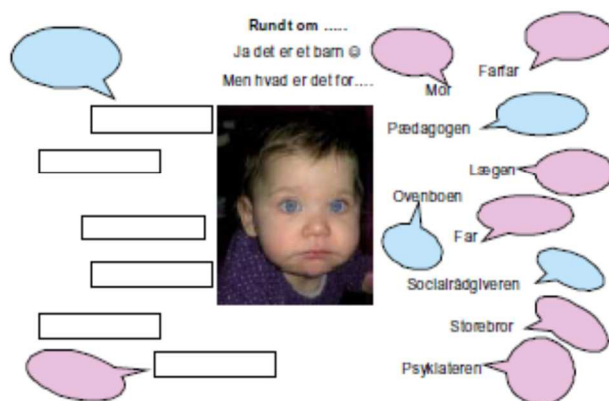 Rundt om .....
Ja det er et barn ☺
Men hvad er det for.....
Mor
Farfar
Pædagogen
Lægen
Ovenboen
Far
Socialrådgiveren
Storebror
Psykiateren